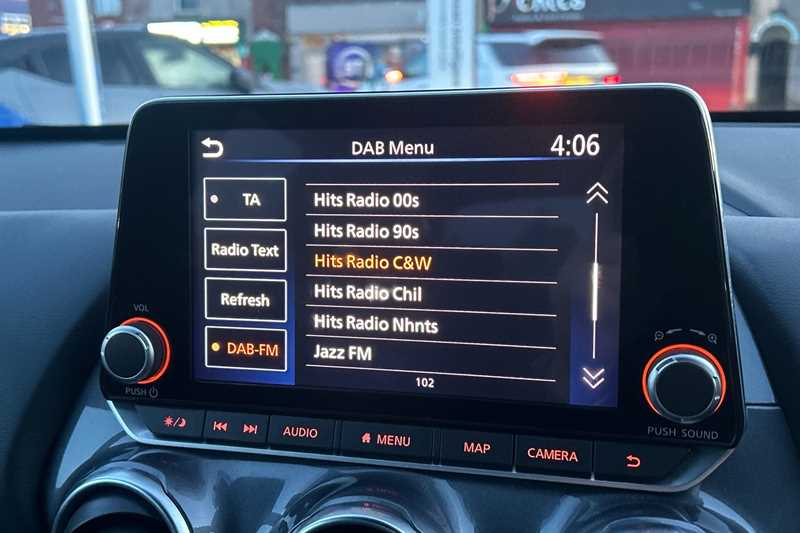 DAB Menu
4:06
TA
Radio Text
Refresh
DAB-FM
Hits Radio 00s
Hits Radio 90s
Hits Radio C&W
Hits Radio Chil
Hits Radio Nhnts
Jazz FM
102
VOL
PUSH
AUDIO
MENU
MAP
CAMERA
PUSH SOUND